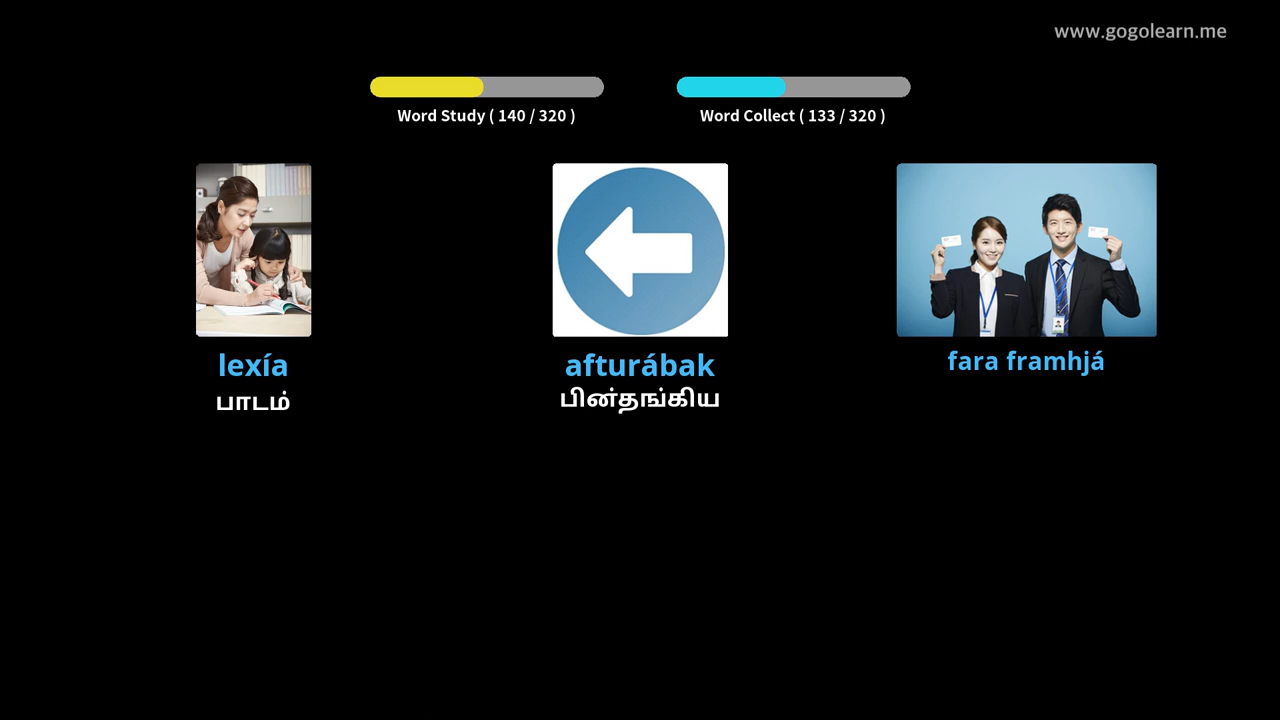 www.gogolearn.me
Word Study ( 140 / 320 )
Word Collect ( 133 / 320 )
lexía
afturábak
fara framhjá
பாடம்
பின்தங்கிய